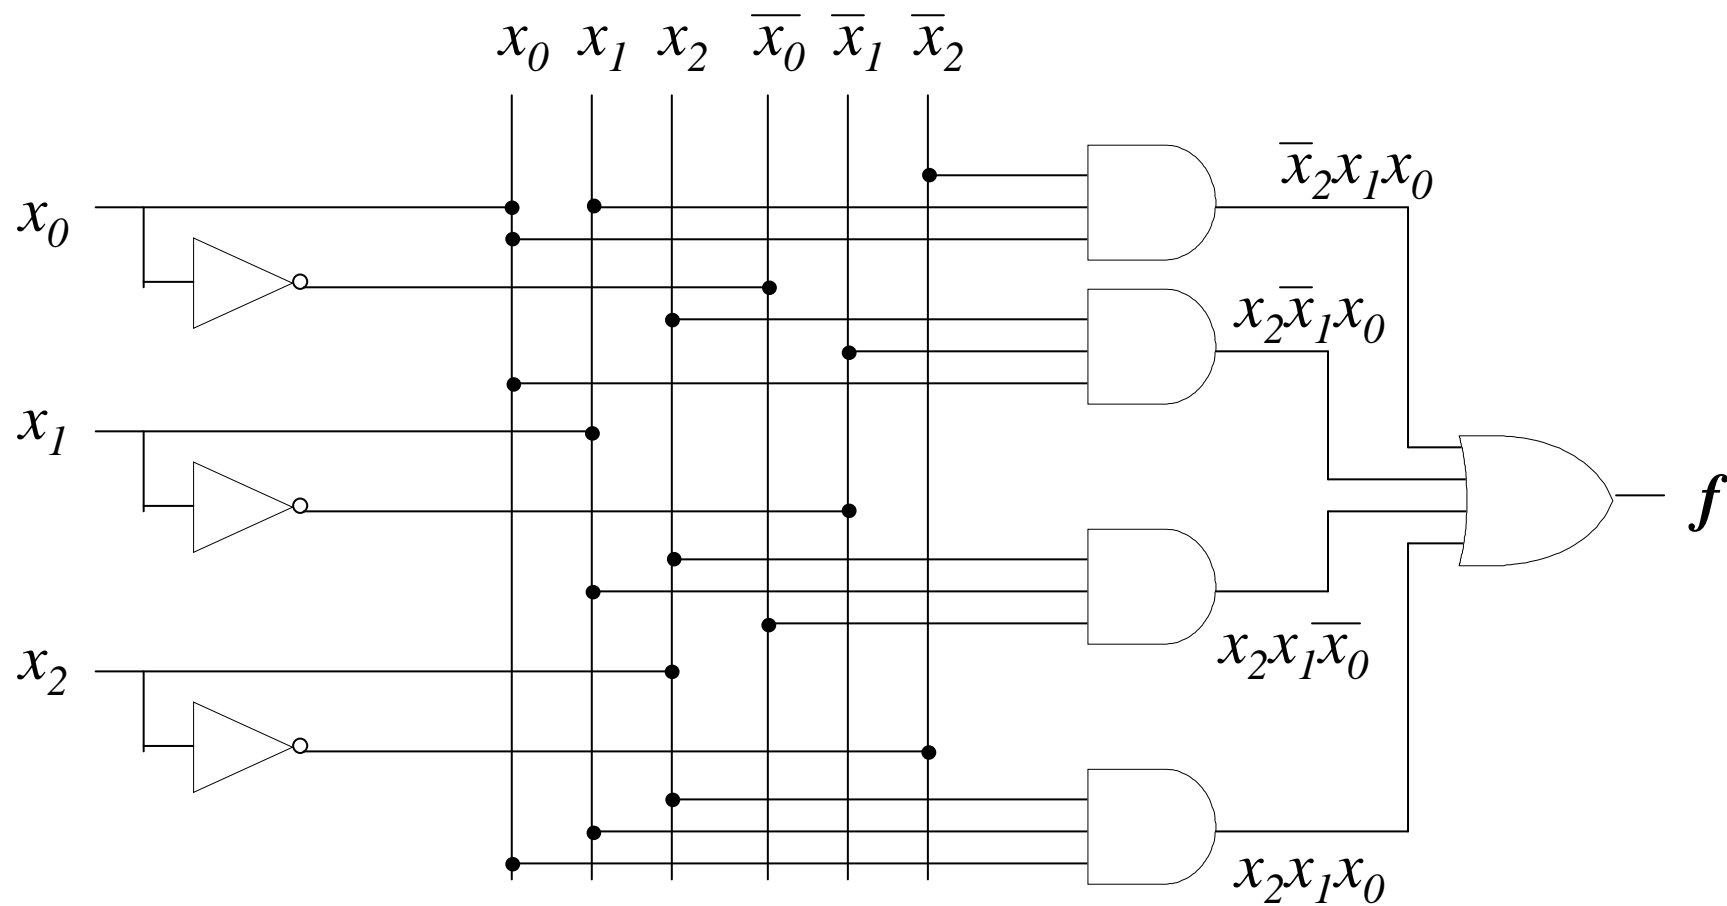 x₀ x₁ x₂ x̅₀ x̅₁ x̅₂
x̅₂x₁x₀
x₀
x₂x̅₁x₀
x₁
f
x₂x₁x̅₀
x₂
x₂x₁x₀